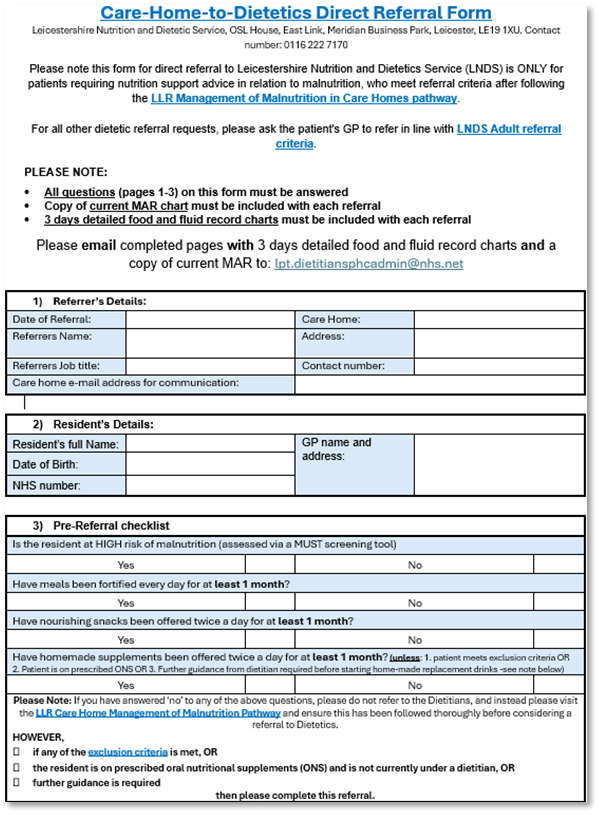 Care-Home-to-Dietetics Direct Referral Form
Leicestershire Nutrition and Dietetic Service, OSL House, East Link, Meridian Business Park, Leicester, LE19 1XU. Contact
number: 0116 222 7170
Please note this form for direct referral to Leicestershire Nutrition and Dietetics Service (LNDS) is ONLY for
patients requiring nutrition support advice in relation to malnutrition, who meet referral criteria after following
the LLR Management of Malnutrition in Care Homes pathway.
For all other dietetic referral requests, please ask the patient's GP to refer in line with LNDS Adult referral
criteria.
PLEASE NOTE:
• All questions (pages 1-3) on this form must be answered
• Copy of current MAR chart must be included with each referral
• 3 days detailed food and fluid record charts must be included with each referral
Please email completed pages with 3 days detailed food and fluid record charts and a
copy of current MAR to: lpt.dietitiansphcadmin@nhs.net
1) Referrer's Details:
Date of Referral: Care Home:
Referrers Name: Address:
Referrers Job title: Contact number:
Care home e-mail address for communication:
2) Resident's Details:
Resident's full Name: GP name and
address:
Date of Birth:
NHS number:
3) Pre-Referral checklist
Is the resident at HIGH risk of malnutrition (assessed via a MUST screening tool)
Yes No
Have meals been fortified every day for at least 1 month?
Yes No
Have nourishing snacks been offered twice a day for at least 1 month?
Yes No
Have homemade supplements been offered twice a day for at least 1 month? (unless: 1. patient meets exclusion criteria OR
2. Patient is on prescribed ONS OR 3. Further guidance from dietitian required before starting home-made replacement drinks -see note below)
Yes No
Please Note: If you have answered 'no' to any of the above questions, please do not refer to the Dietitians, and instead please visit
the LLR Care Home Management of Malnutrition Pathway and ensure this has been followed thoroughly before considering a
referral to Dietetics.
HOWEVER,
▯ if any of the exclusion criteria is met, OR
▯ the resident is on prescribed oral nutritional supplements (ONS) and is not currently under a dietitian, OR
▯ further guidance is required
then please complete this referral.